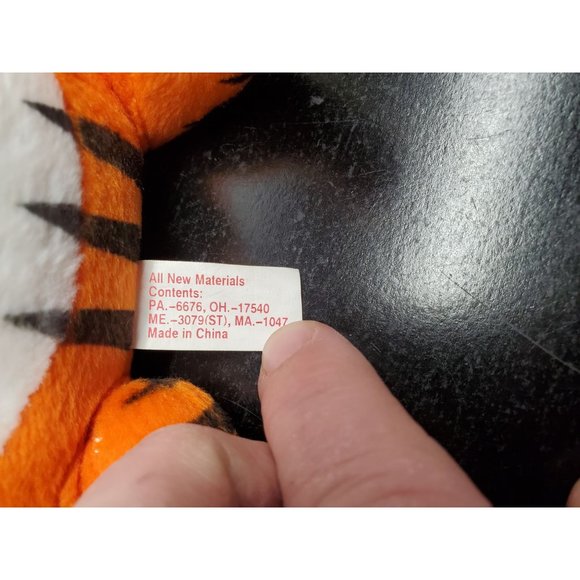 All New Materials
Contents:
PA.-6676, OH.-17540
ME.-3079(ST), MA.-1047
Made in China